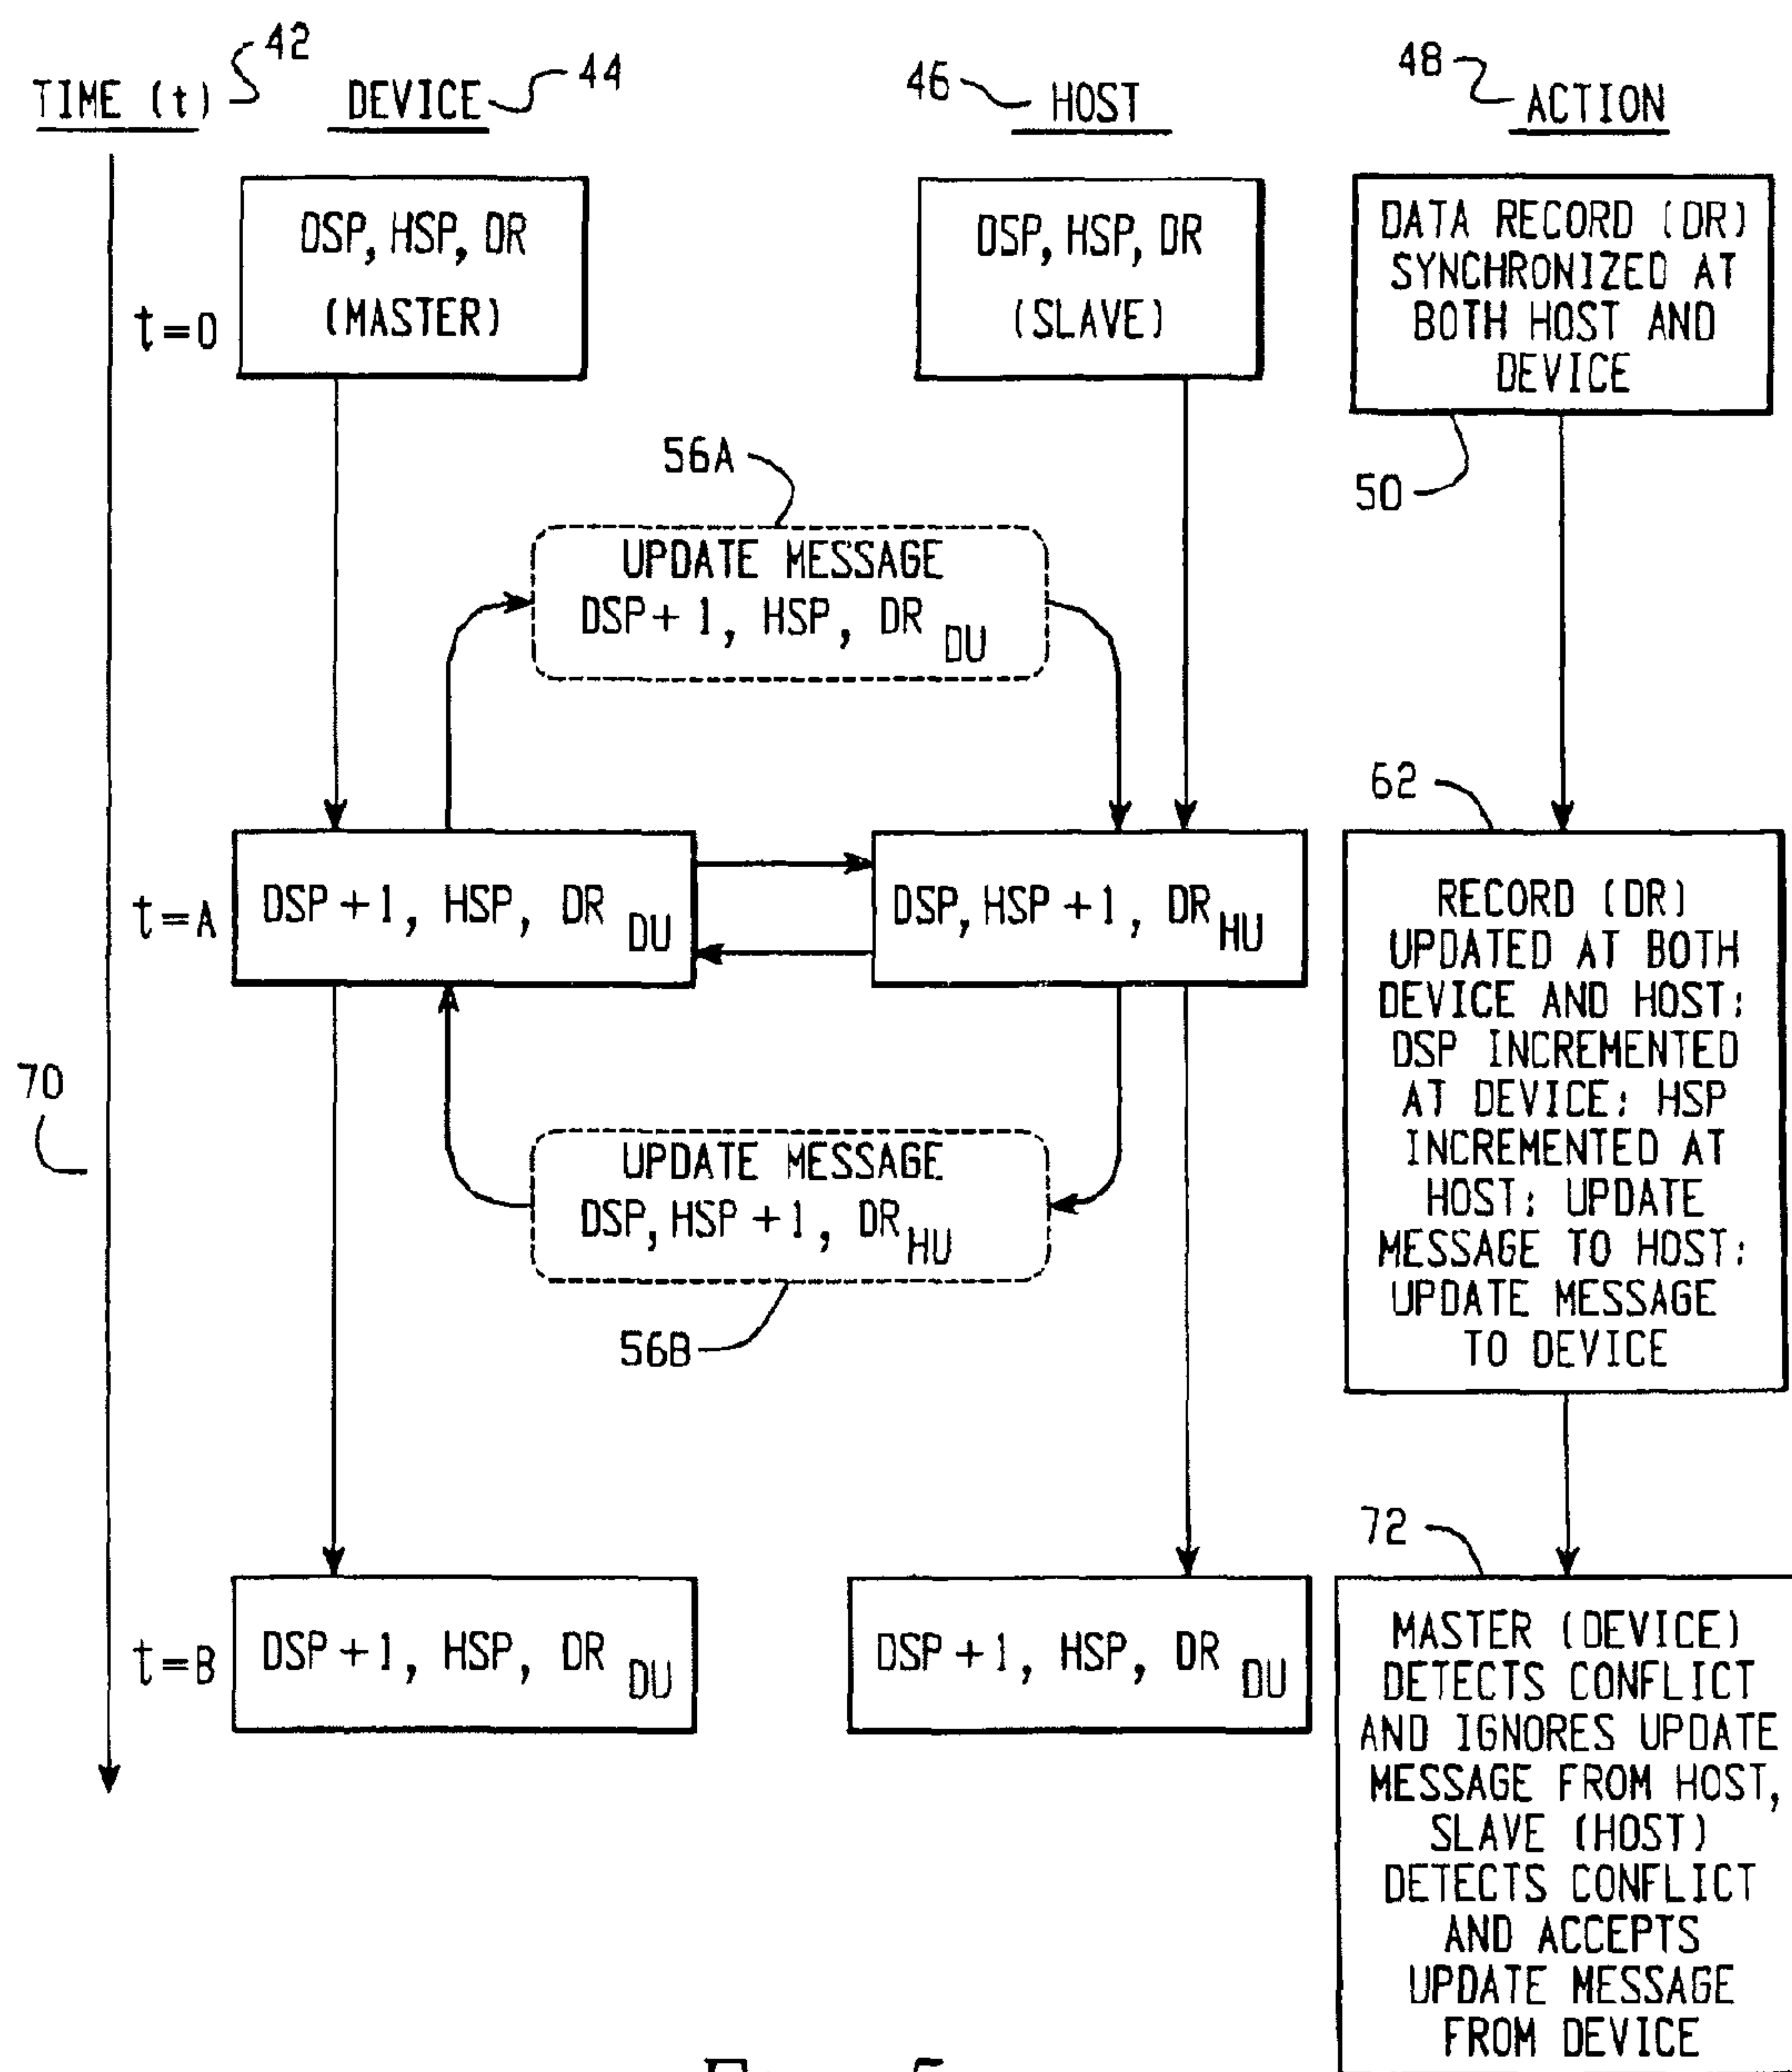 TIME (t) 42
DEVICE 44
46 HOST
48 ACTION
t=0
DSP, HSP, DR
(MASTER)
DSP, HSP, DR
(SLAVE)
DATA RECORD (DR)
SYNCHRONIZED AT
BOTH HOST AND
DEVICE
50
56A
UPDATE MESSAGE
DSP+1, HSP, DR DU
t=A
DSP+1, HSP, DR DU
DSP, HSP+1, DR HU
62
RECORD (DR)
UPDATED AT BOTH
DEVICE AND HOST;
DSP INCREMENTED
AT DEVICE; HSP
INCREMENTED AT
HOST; UPDATE
MESSAGE TO HOST;
UPDATE MESSAGE
TO DEVICE
70
UPDATE MESSAGE
DSP, HSP+1, DR HU
56B
t=B
DSP+1, HSP, DR DU
DSP+1, HSP, DR DU
72
MASTER (DEVICE)
DETECTS CONFLICT
AND IGNORES UPDATE
MESSAGE FROM HOST,
SLAVE (HOST)
DETECTS CONFLICT
AND ACCEPTS
UPDATE MESSAGE
FROM DEVICE